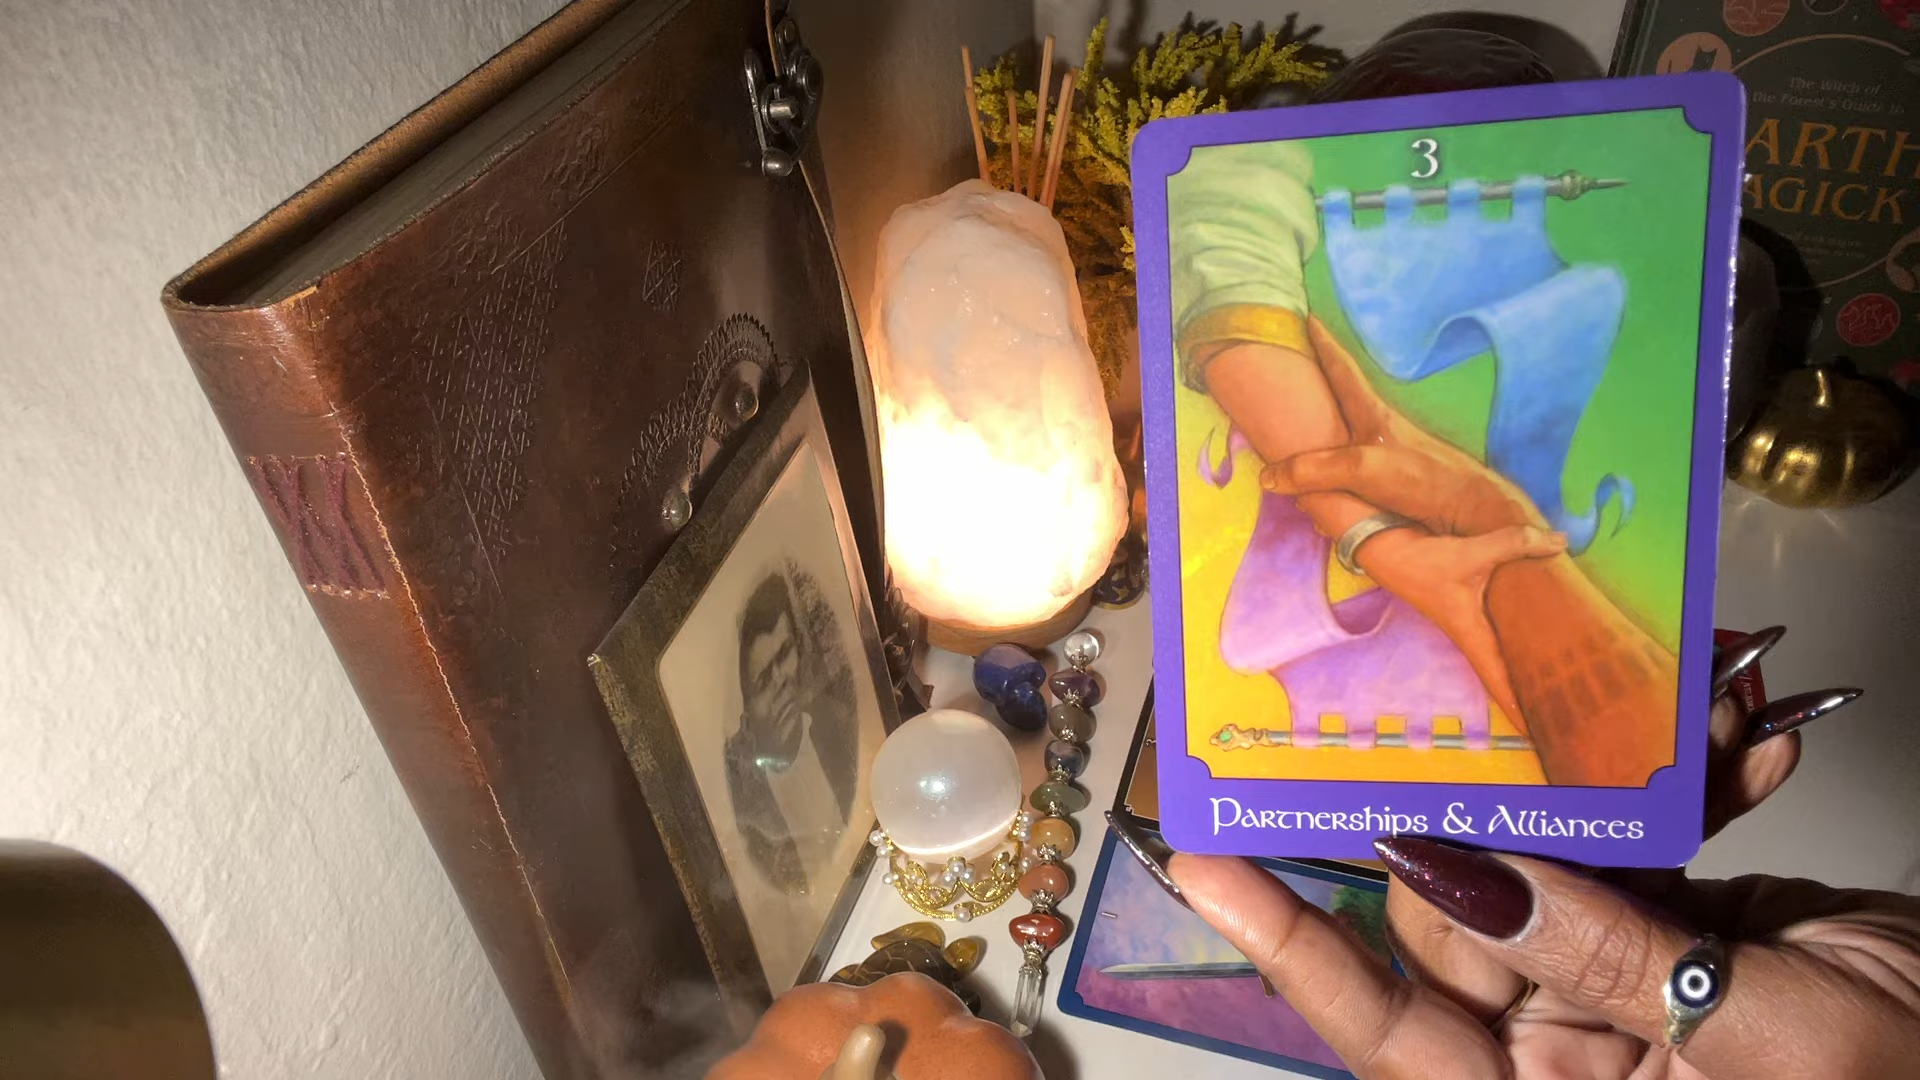 3
Partnerships & Alliances
The Witch of
the Forest's Guide to
ARTH
AGICK